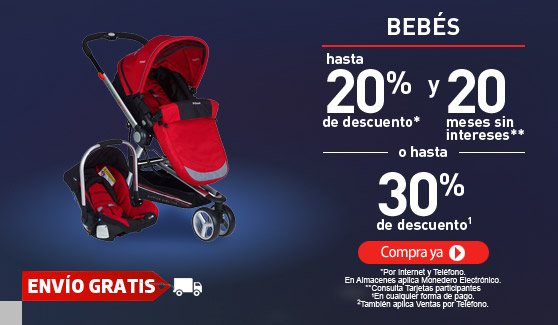 BEBÉS
hasta
20% y 20
de descuento* meses sin
intereses**
o hasta
30%
de descuento¹
Compra ya
*Por Internet y Teléfono.
En Almacenes aplica Monedero Electrónico.
**Consulta Tarjetas participantes
¹En cualquier forma de pago.
²También aplica Ventas por Teléfono.
ENVÍO GRATIS